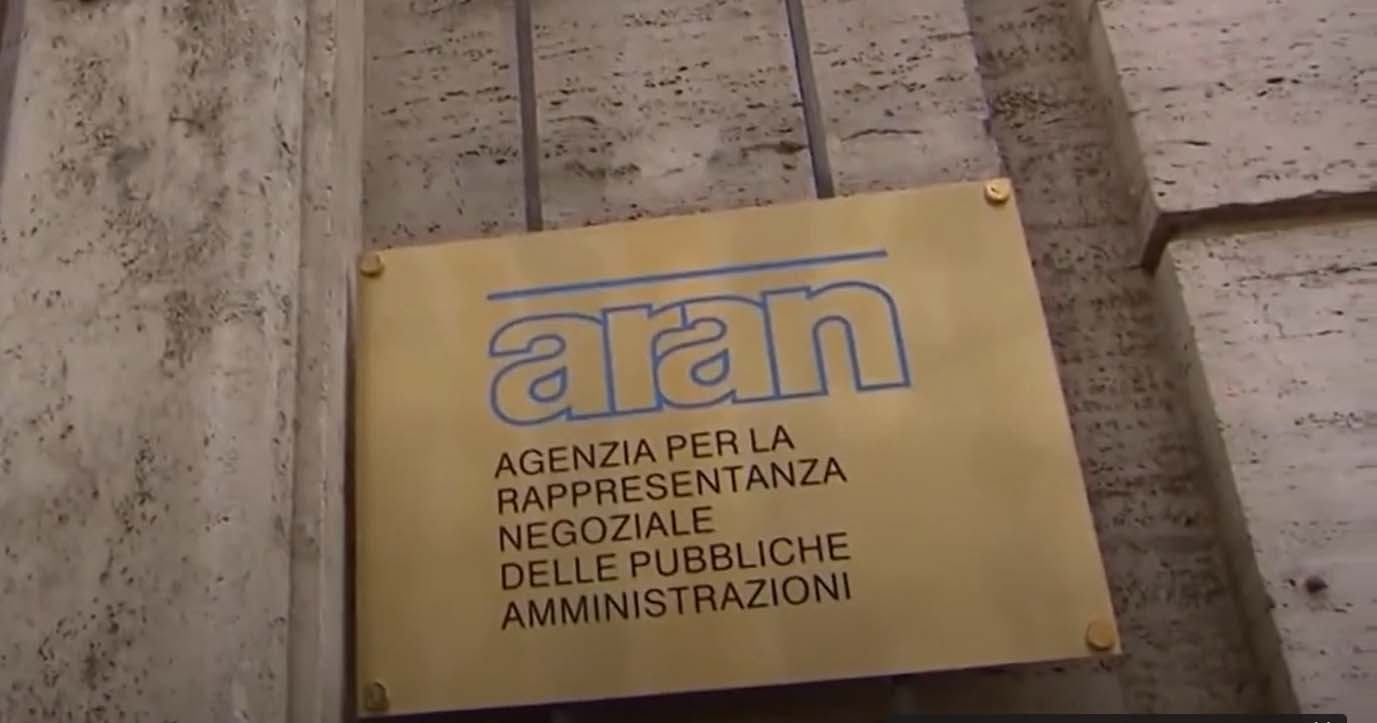 aran
AGENZIA PER LA
RAPPRESENTANZA
NEGOZIALE
DELLE PUBBLICHE
AMMINISTRAZIONI